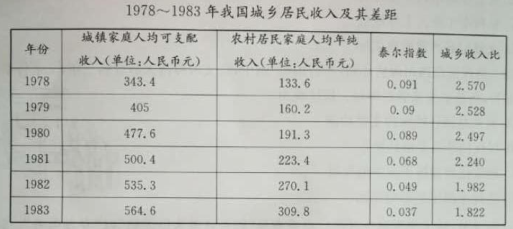 1978～1983年我国城乡居民收入及其差距
年份 城镇家庭人均可支配收入(单位:人民币元) 农村居民家庭人均年纯收入(单位:人民币元) 泰尔指数 城乡收入比
1978 343.4 133.6 0.091 2.570
1979 405 160.2 0.09 2.528
1980 477.6 191.3 0.089 2.497
1981 500.4 223.4 0.068 2.240
1982 535.3 270.1 0.049 1.982
1983 564.6 309.8 0.037 1.822